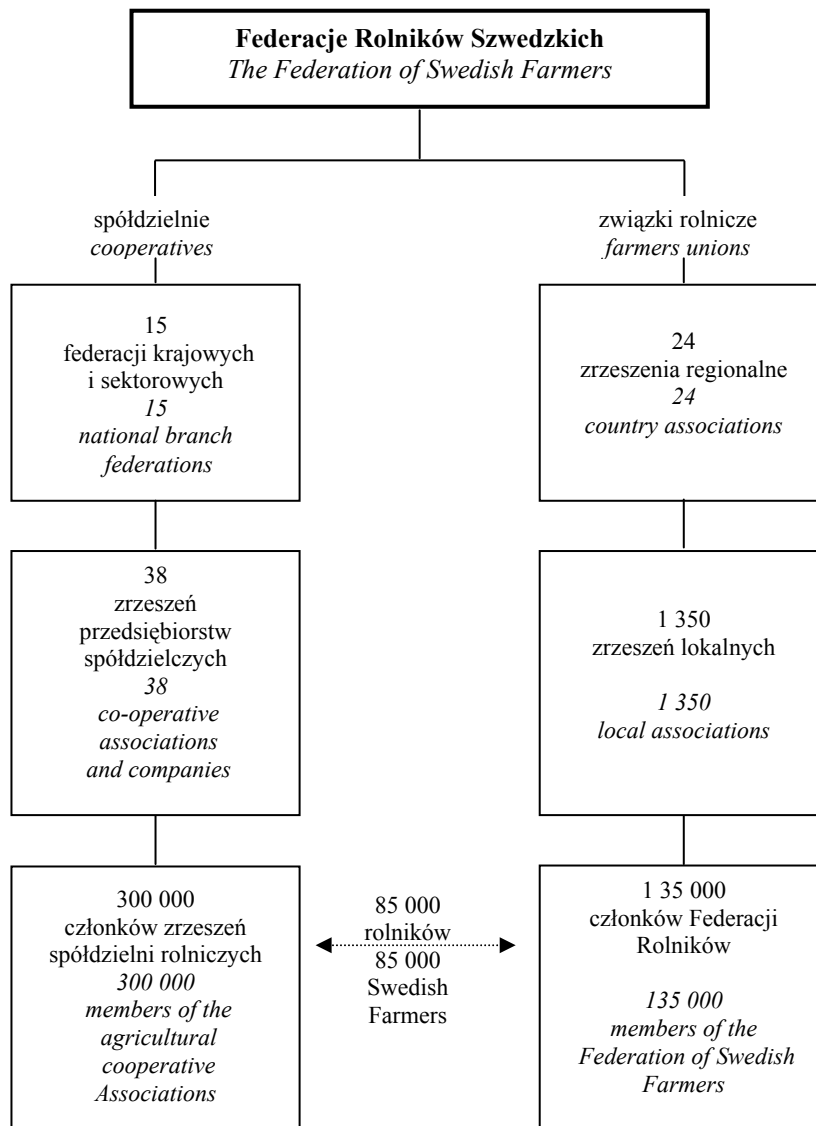 Federacje Rolników Szwedzkich
The Federation of Swedish Farmers
spółdzielnie
cooperatives
związki rolnicze
farmers unions
15
federacji krajowych
i sektorowych
15
national branch
federations
24
zrzeszenia regionalne
24
country associations
38
zrzeszeń
przedsiębiorstw
spółdzielczych
38
co-operative
associations
and companies
1 350
zrzeszeń lokalnych
1 350
local associations
300 000
członków zrzeszeń
spółdzielni rolniczych
300 000
members of the
agricultural
cooperative
Associations
85 000
rolników
85 000
Swedish
Farmers
1 35 000
członków Federacji
Rolników
135 000
members of the
Federation of Swedish
Farmers